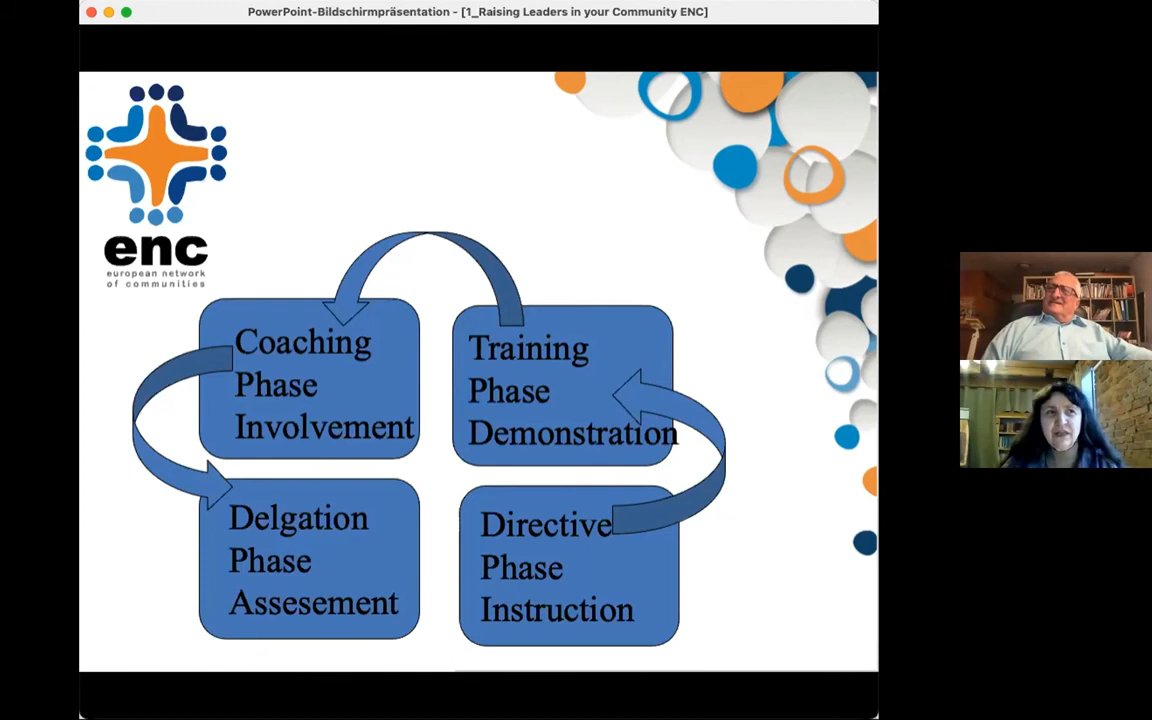 PowerPoint-Bildschirmpräsentation - [1_Raising Leaders in your Community ENC]
enc
european network
of communities
Coaching
Phase
Involvement
Training
Phase
Demonstration
Delgation
Phase
Assesement
Directive
Phase
Instruction